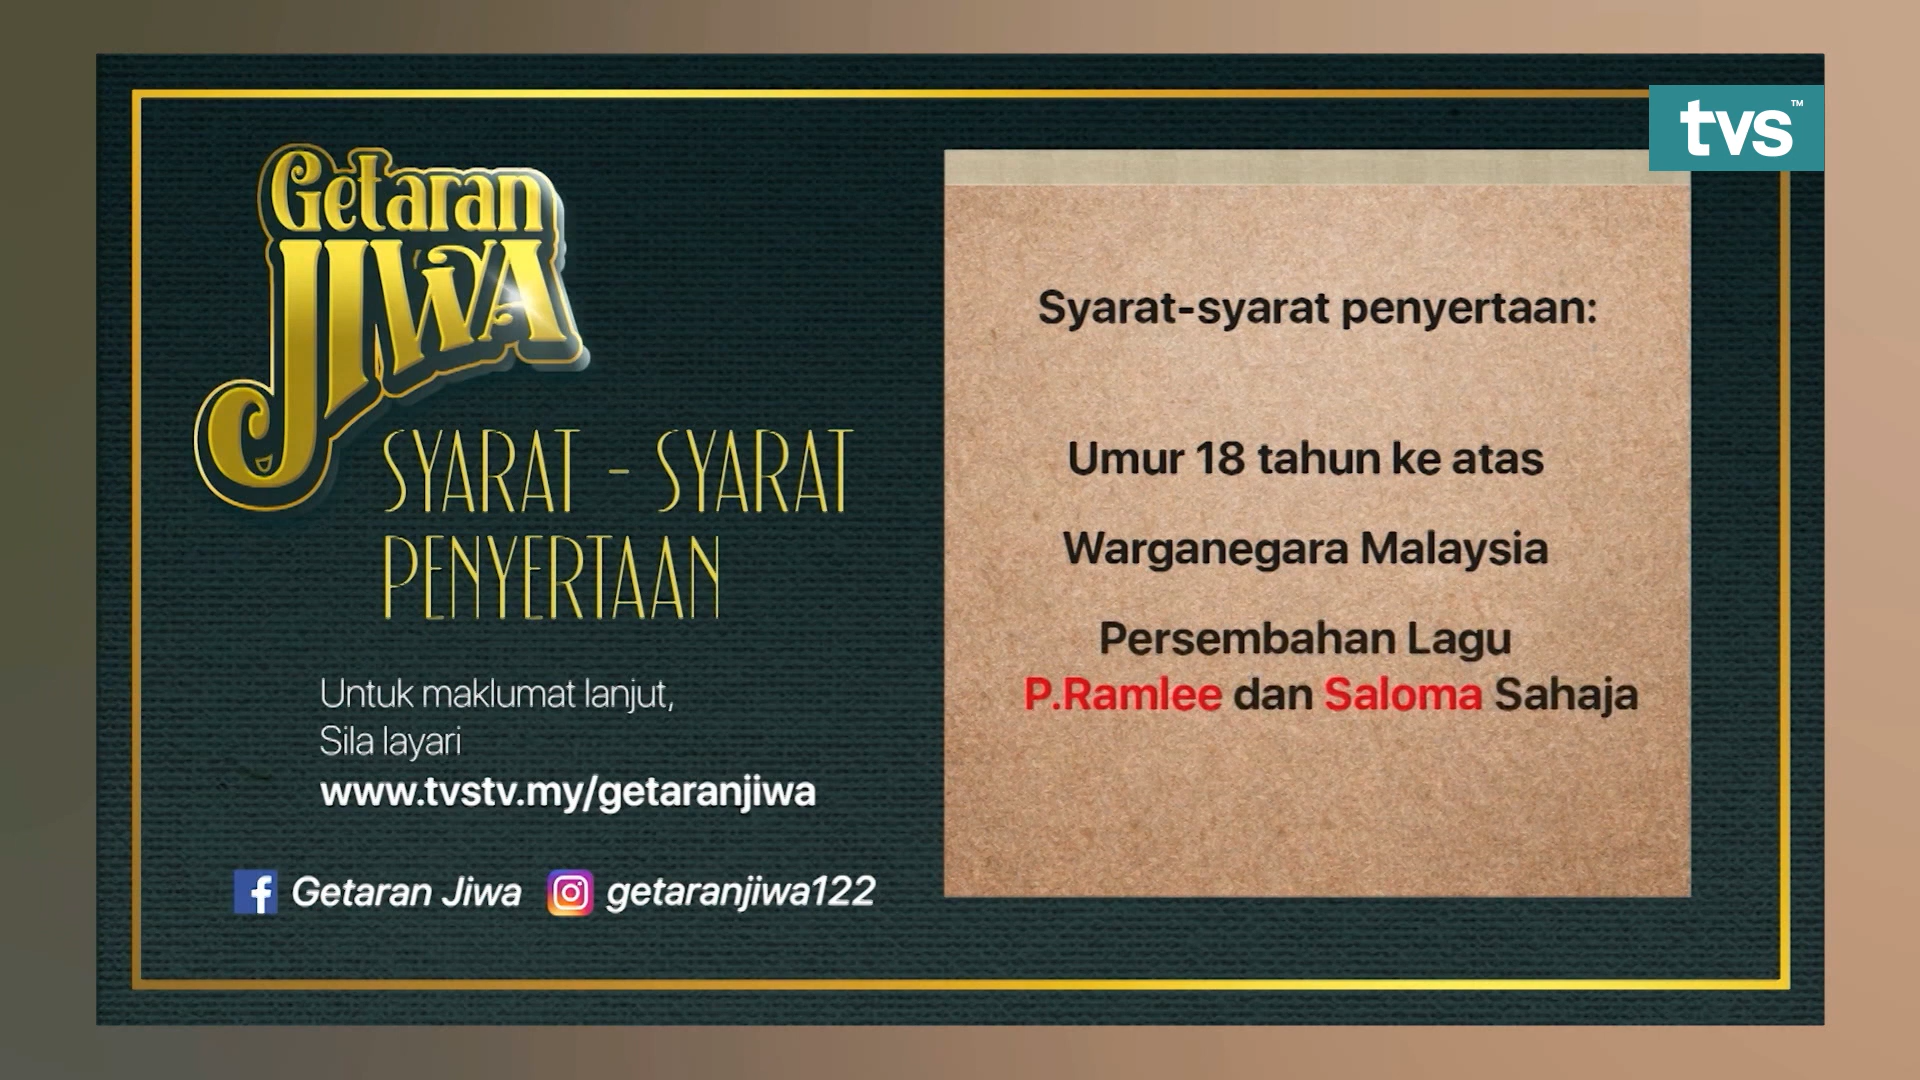 Getaran
JIWA
SYARAT - SYARAT
PENYERTAAN
Untuk maklumat lanjut,
Sila layari
www.tvstv.my/getaranjiwa
Getaran Jiwa getaranjiwa122
tvs™
Syarat-syarat penyertaan:
Umur 18 tahun ke atas
Warganegara Malaysia
Persembahan Lagu
P.Ramlee dan Saloma Sahaja